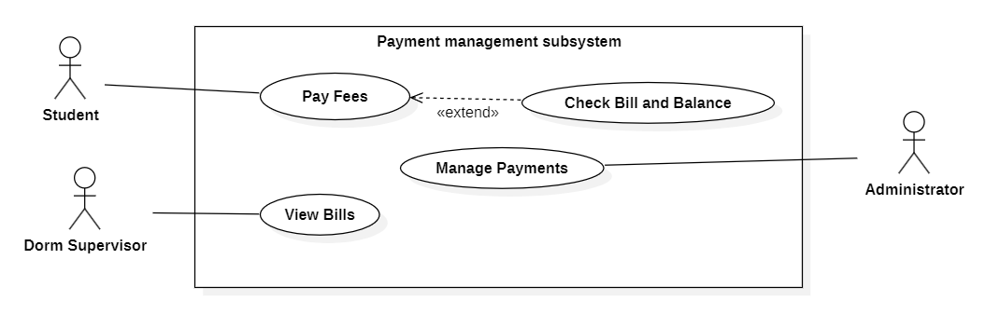 Payment management subsystem
Student
Pay Fees
«extend»
Check Bill and Balance
Manage Payments
Administrator
Dorm Supervisor
View Bills